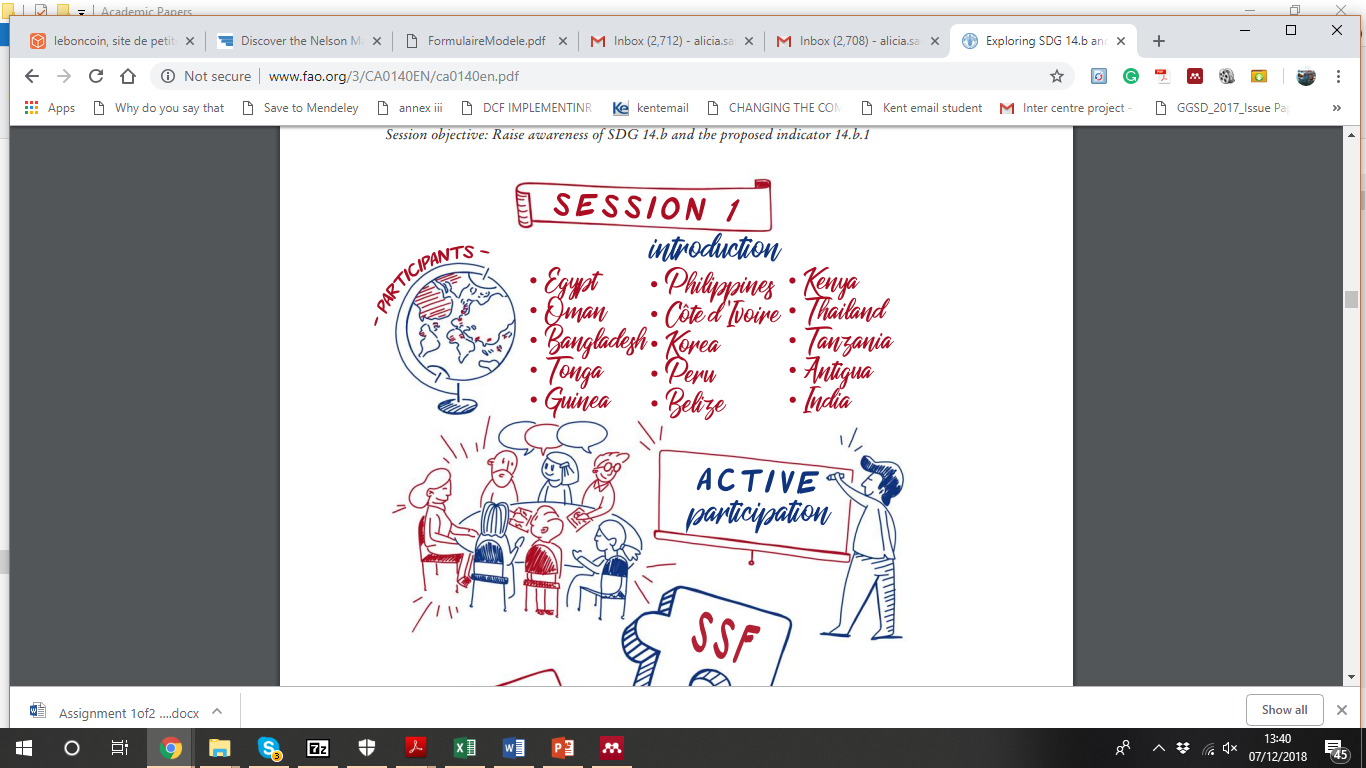 Academic Papers
leboncoin, site de petit
Discover the Nelson M
FormulaireModele.pdf
Inbox (2,712) - alicia.sa
Inbox (2,708) - alicia.sa
Exploring SDG 14.b an
Not secure
www.fao.org/3/CA0140EN/ca0140en.pdf
Apps
Why do you say that
Save to Mendeley
annex iii
DCF IMPLEMENTINR
Ke kentemail
CHANGING THE COM
Kent email student
Inter centre project -
GGSD_2017_Issue Pa
»
Session objective: Raise awareness of SDG 14.b and the proposed indicator 14.b.1
SESSION 1
introduction
- PARTICIPANTS -
• Egypt
• Oman
• Bangladesh
• Tonga
• Guinea
• Philippines
• Côte d'Ivoire
• Korea
• Peru
• Belize
• Kenya
• Thailand
• Tanzania
• Antigua
• India
ACTIVE
participation
SSF
Assignment 1of2 ....docx
Show all
3
7z
13:40
07/12/2018
45